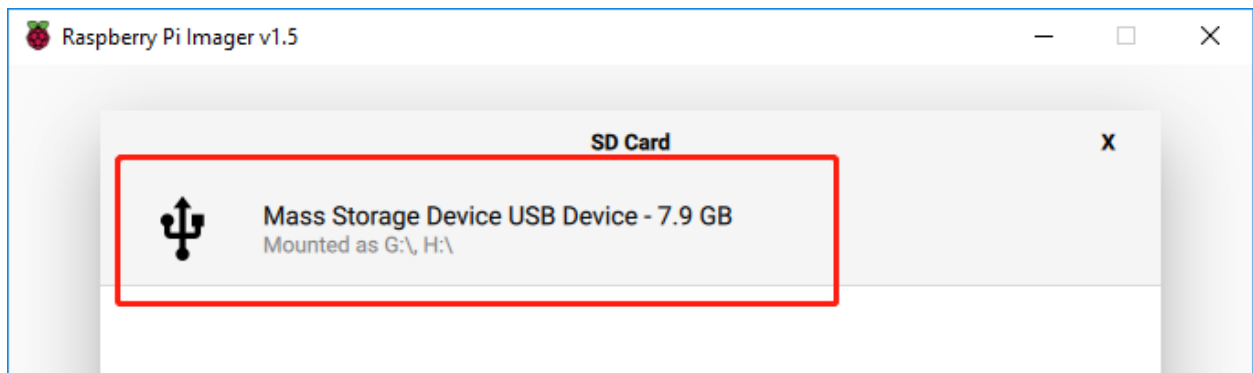 Raspberry Pi Imager v1.5
SD Card
X
Mass Storage Device USB Device - 7.9 GB
Mounted as G:\, H:\